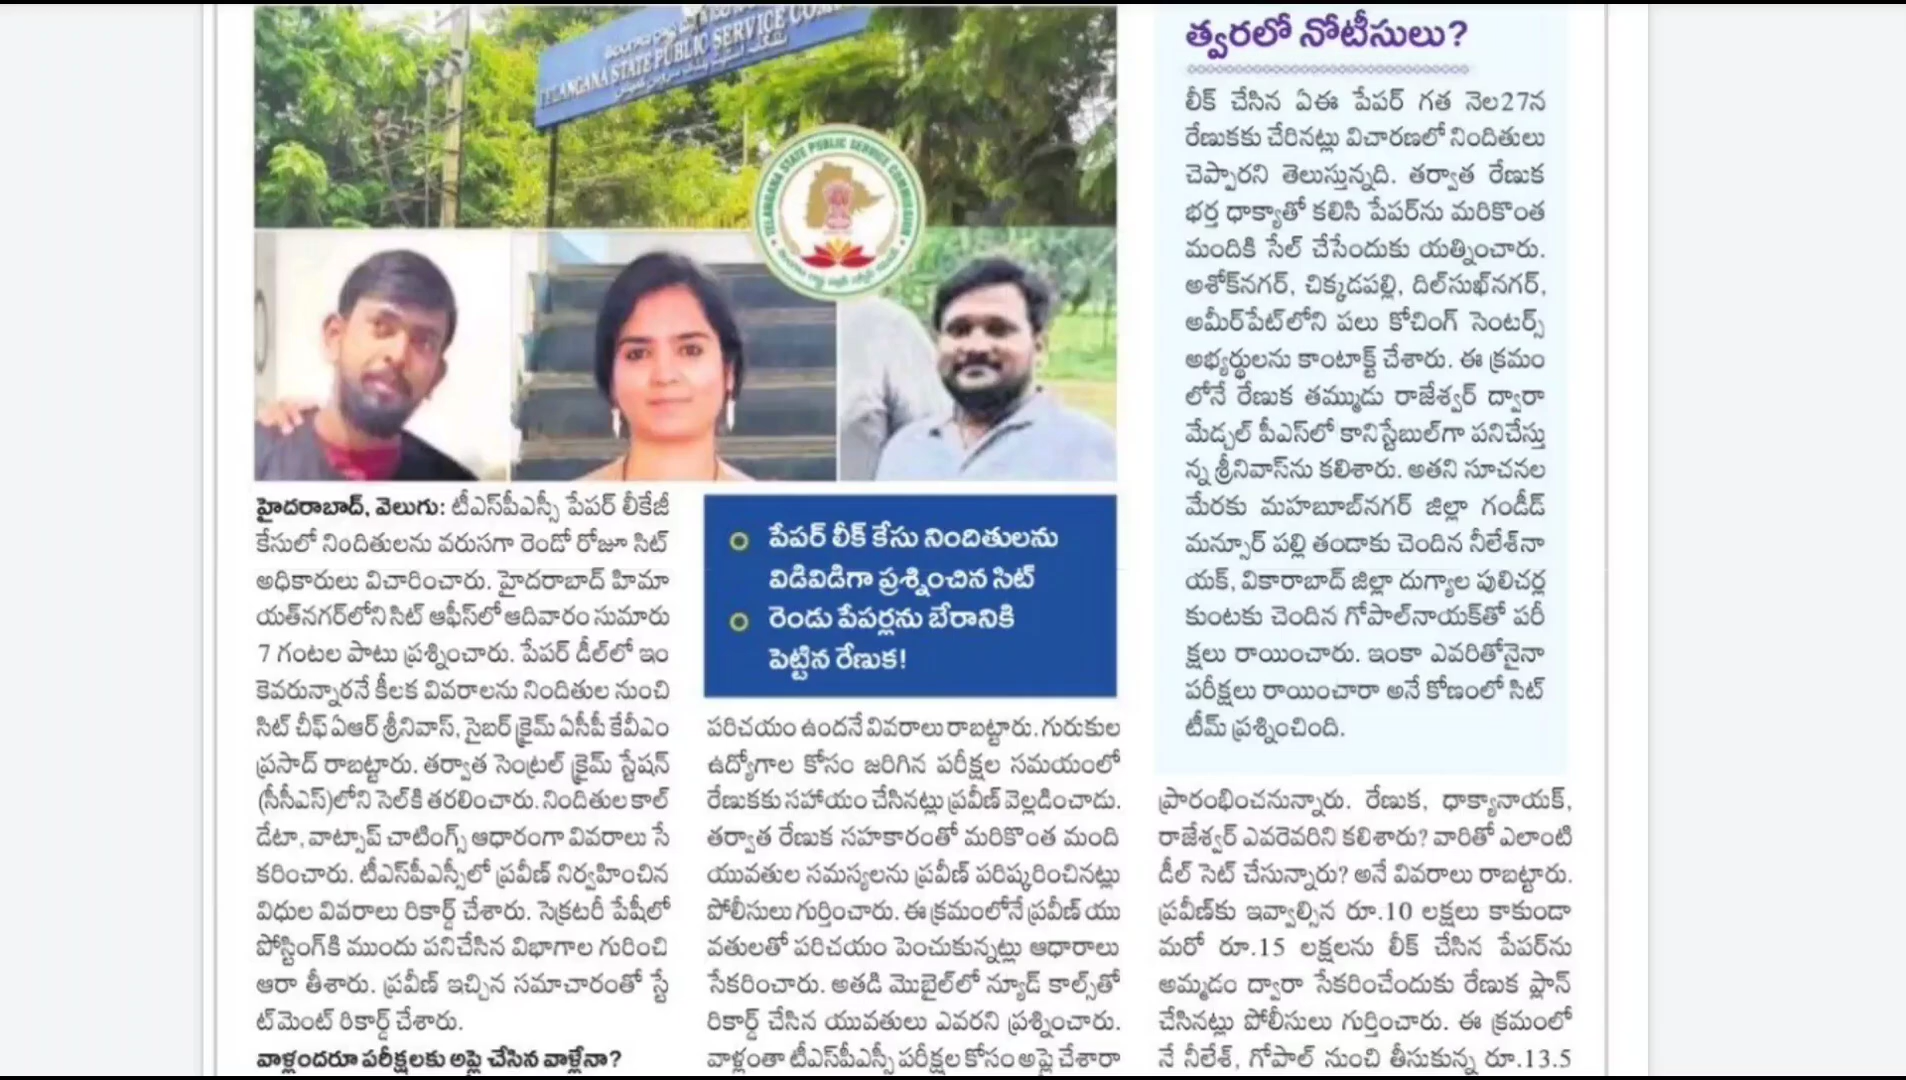 TELANGANA STATE PUBLIC SERVICE
TELANGANA STATE PUBLIC SERVICE COMMISSION
హైదరాబాద్, వెలుగు: టీఎస్‌పీఎస్సీ పేపర్ లీకేజీ
కేసులో నిందితులను వరుసగా రెండో రోజూ సిట్
అధికారులు విచారించారు. హైదరాబాద్ హిమా
యత్‌నగర్‌లోని సిట్ ఆఫీస్‌లో ఆదివారం సుమారు
7 గంటల పాటు ప్రశ్నించారు. పేపర్ డీల్‌లో ఇం
కెవరున్నారనే కీలక వివరాలను నిందితుల నుంచి
సిట్ చీఫ్ ఏఆర్ శ్రీనివాస్, సైబర్ క్రైమ్ ఏసీపీ కేవీఎం
ప్రసాద్ రాబట్టారు. తర్వాత సెంట్రల్ క్రైమ్ స్టేషన్
(సీసీఎస్)లోని సెల్‌కి తరలించారు. నిందితుల కాల్
డేటా, వాట్సాప్ చాటింగ్స్ ఆధారంగా వివరాలు సే
కరించారు. టీఎస్‌పీఎస్సీలో ప్రవీణ్ నిర్వహించిన
విధుల వివరాలు రికార్డ్ చేశారు. సెక్రటరీ పేషీలో
పోస్టింగ్‌కి ముందు పనిచేసిన విభాగాల గురించి
ఆరా తీశారు. ప్రవీణ్ ఇచ్చిన సమాచారంతో స్టే
ట్‌మెంట్ రికార్డ్ చేశారు.
వాళ్లందరూ పరీక్షలకు అప్లై చేసిన వాళ్లేనా?
పేపర్ లీక్ కేసు నిందితులను
విడివిడిగా ప్రశ్నించిన సిట్
రెండు పేపర్లను బేరానికి
పెట్టిన రేణుక!
పరిచయం ఉందనే వివరాలు రాబట్టారు. గురుకుల
ఉద్యోగాల కోసం జరిగిన పరీక్షల సమయంలో
రేణుకకు సహాయం చేసినట్లు ప్రవీణ్ వెల్లడించాడు.
తర్వాత రేణుక సహకారంతో మరికొంత మంది
యువతుల సమస్యలను ప్రవీణ్ పరిష్కరించినట్లు
పోలీసులు గుర్తించారు. ఈ క్రమంలోనే ప్రవీణ్ యు
వతులతో పరిచయం పెంచుకున్నట్లు ఆధారాలు
సేకరించారు. అతడి మొబైల్‌లో న్యూడ్ కాల్స్‌తో
రికార్డ్ చేసిన యువతులు ఎవరని ప్రశ్నించారు.
వాళ్లంతా టీఎస్‌పీఎస్సీ పరీక్షల కోసం అప్లై చేశారా
త్వరలో నోటీసులు?
లీక్ చేసిన ఏఈ పేపర్ గత నెల27న
రేణుకకు చేరినట్లు విచారణలో నిందితులు
చెప్పారని తెలుస్తున్నది. తర్వాత రేణుక
భర్త ధాక్యాతో కలిసి పేపర్‌ను మరికొంత
మందికి సేల్ చేసేందుకు యత్నించారు.
అశోక్‌నగర్, చిక్కడపల్లి, దిల్‌సుఖ్‌నగర్,
అమీర్‌పేట్‌లోని పలు కోచింగ్ సెంటర్స్
అభ్యర్థులను కాంటాక్ట్ చేశారు. ఈ క్రమం
లోనే రేణుక తమ్ముడు రాజేశ్వర్ ద్వారా
మేడ్చల్ పీఎస్‌లో కానిస్టేబుల్‌గా పనిచేస్తు
న్న శ్రీనివాస్‌ను కలిశారు. అతని సూచనల
మేరకు మహబూబ్‌నగర్ జిల్లా గండీడ్
మన్సూర్ పల్లి తండాకు చెందిన నీలేశ్‌నా
యక్, వికారాబాద్ జిల్లా దుగ్యాల పులిచర్ల
కుంటకు చెందిన గోపాల్‌నాయక్‌తో పరీ
క్షలు రాయించారు. ఇంకా ఎవరితోనైనా
పరీక్షలు రాయించారా అనే కోణంలో సిట్
టీమ్ ప్రశ్నించింది.
ప్రారంభించనున్నారు. రేణుక, ధాక్యానాయక్,
రాజేశ్వర్ ఎవరెవరిని కలిశారు? వారితో ఎలాంటి
డీల్ సెట్ చేసున్నారు? అనే వివరాలు రాబట్టారు.
ప్రవీణ్‌కు ఇవ్వాల్సిన రూ.10 లక్షలు కాకుండా
మరో రూ.15 లక్షలను లీక్ చేసిన పేపర్‌ను
అమ్మడం ద్వారా సేకరించేందుకు రేణుక ప్లాన్
చేసినట్లు పోలీసులు గుర్తించారు. ఈ క్రమంలో
నే నీలేశ్, గోపాల్ నుంచి తీసుకున్న రూ.13.5